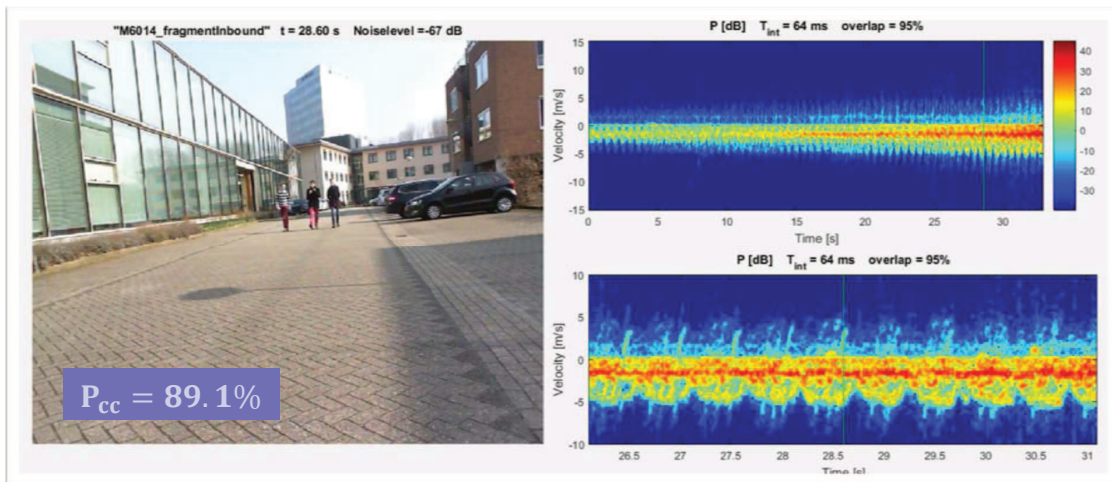 "M6014_fragmentInbound" t = 28.60 s Noiselevel =-67 dB
P_cc = 89.1%
P [dB] T_int = 64 ms overlap = 95%
15
10
5
0
-5
-10
-15
Velocity [m/s]
0 5 10 15 20 25 30
Time [s]
40
30
20
10
0
-10
-20
-30
P [dB] T_int = 64 ms overlap = 95%
10
5
0
-5
-10
Velocity [m/s]
26.5 27 27.5 28 28.5 29 29.5 30 30.5 31
Time [s]